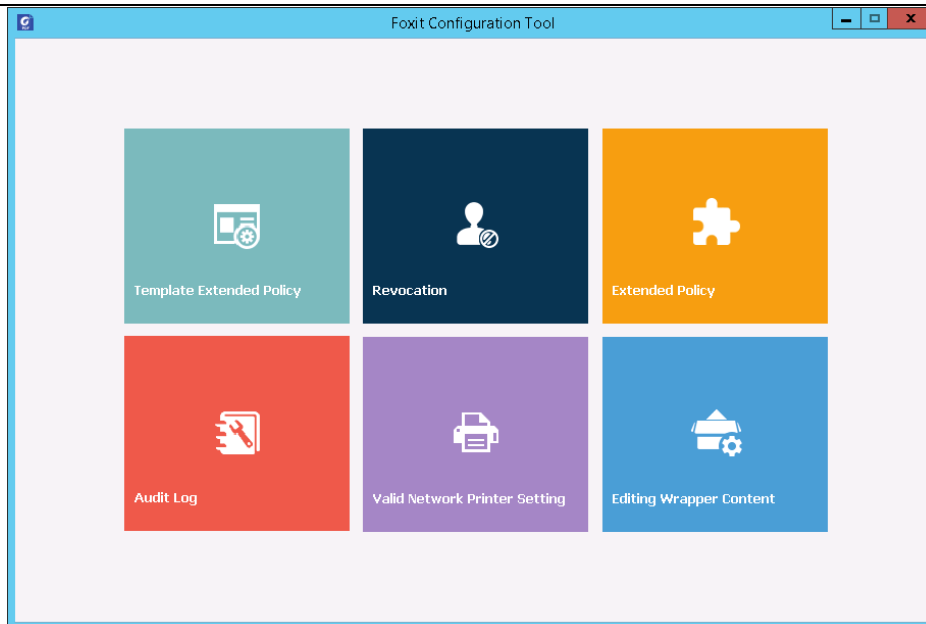 Foxit Configuration Tool
Template Extended Policy
Revocation
Extended Policy
Audit Log
Valid Network Printer Setting
Editing Wrapper Content